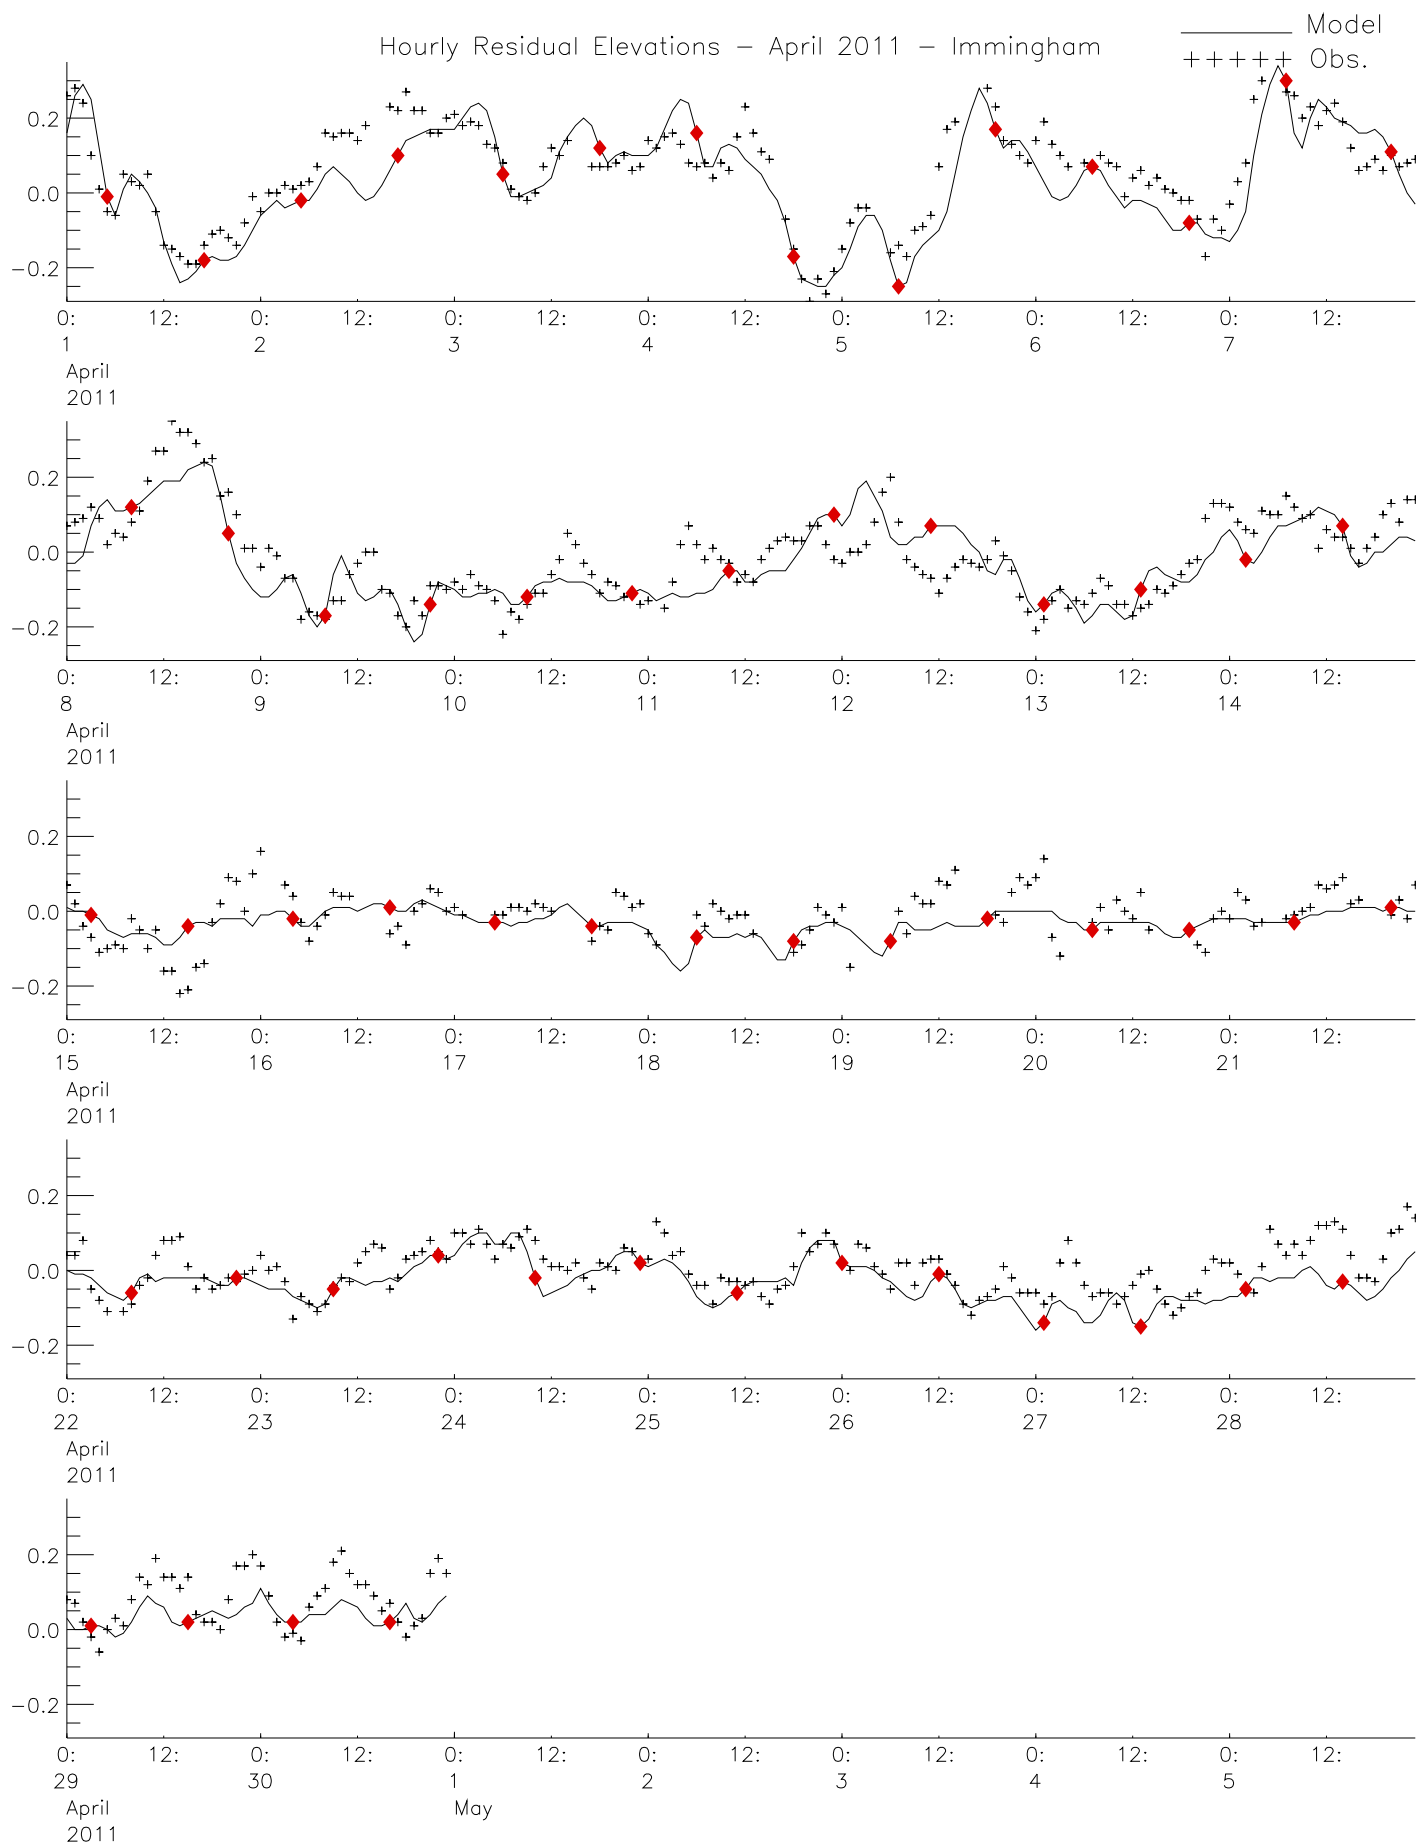 Hourly Residual Elevations − April 2011 − Immingham
Model
+++++ Obs.
0.2
0.0
−0.2
0: 12: 0: 12: 0: 12: 0: 12: 0: 12: 0: 12: 0: 12:
1 2 3 4 5 6 7
April
2011
0.2
0.0
−0.2
0: 12: 0: 12: 0: 12: 0: 12: 0: 12: 0: 12: 0: 12:
8 9 10 11 12 13 14
April
2011
0.2
0.0
−0.2
0: 12: 0: 12: 0: 12: 0: 12: 0: 12: 0: 12: 0: 12:
15 16 17 18 19 20 21
April
2011
0.2
0.0
−0.2
0: 12: 0: 12: 0: 12: 0: 12: 0: 12: 0: 12: 0: 12:
22 23 24 25 26 27 28
April
2011
0.2
0.0
−0.2
0: 12: 0: 12: 0: 12: 0: 12: 0: 12: 0: 12: 0: 12:
29 30 1 2 3 4 5
April May
2011